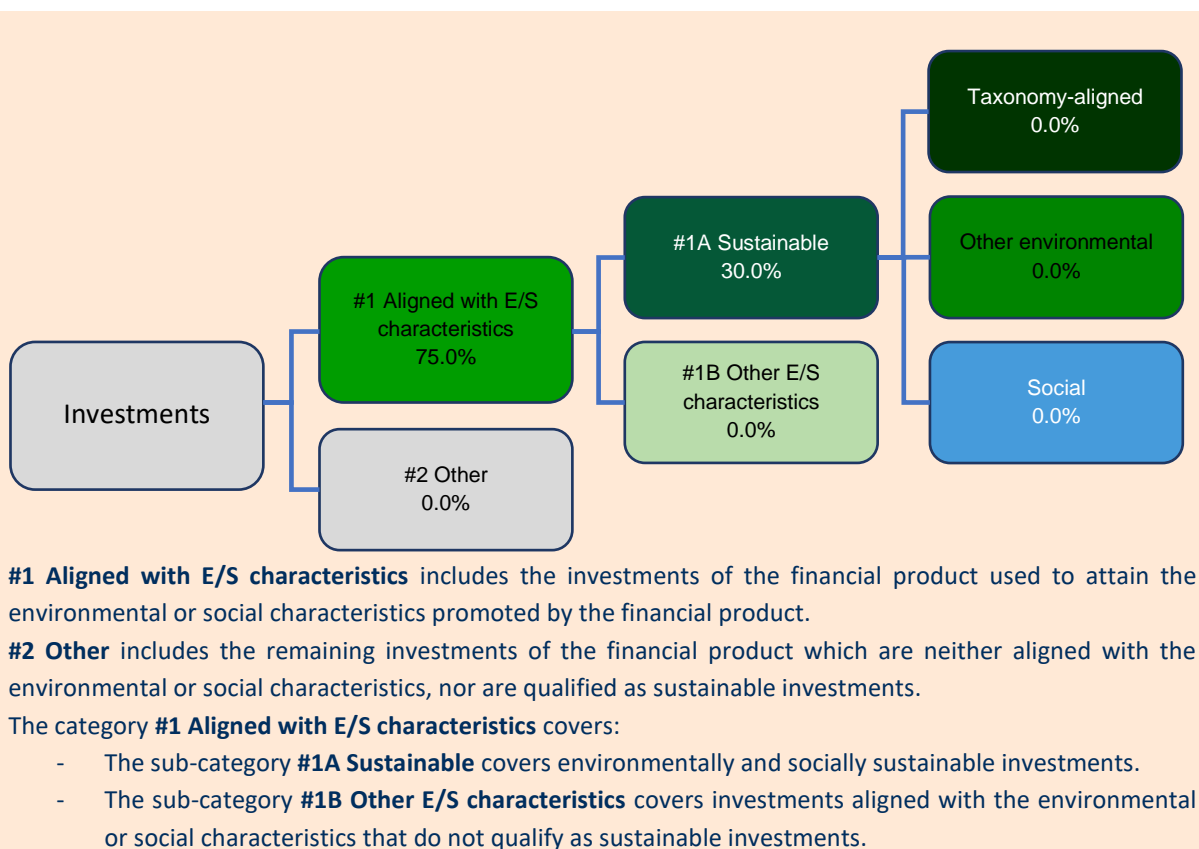 Taxonomy-aligned
0.0%
#1A Sustainable
30.0%
Other environmental
0.0%
#1 Aligned with E/S
characteristics
75.0%
Investments
#1B Other E/S
characteristics
0.0%
Social
0.0%
#2 Other
0.0%
#1 Aligned with E/S characteristics includes the investments of the financial product used to attain the
environmental or social characteristics promoted by the financial product.
#2 Other includes the remaining investments of the financial product which are neither aligned with the
environmental or social characteristics, nor are qualified as sustainable investments.
The category #1 Aligned with E/S characteristics covers:
- The sub-category #1A Sustainable covers environmentally and socially sustainable investments.
- The sub-category #1B Other E/S characteristics covers investments aligned with the environmental
or social characteristics that do not qualify as sustainable investments.